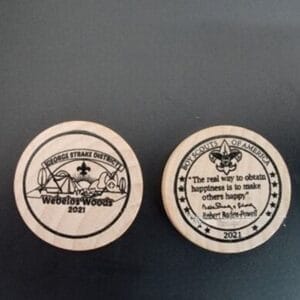 GEORGE STRAKE DISTRICT
Webelos Woods
2021
BOY SCOUTS OF AMERICA
"The real way to obtain
happiness is to make
others happy"
Robert Baden-Powell
2021